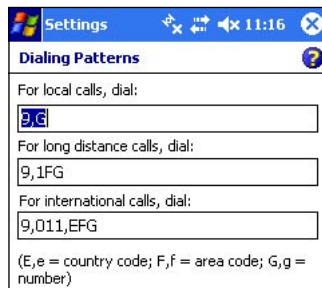 Settings
11:16
Dialing Patterns
?
For local calls, dial:
9,G
For long distance calls, dial:
9,1FG
For international calls, dial:
9,011,EFG
(E,e = country code; F,f = area code; G,g =
number)